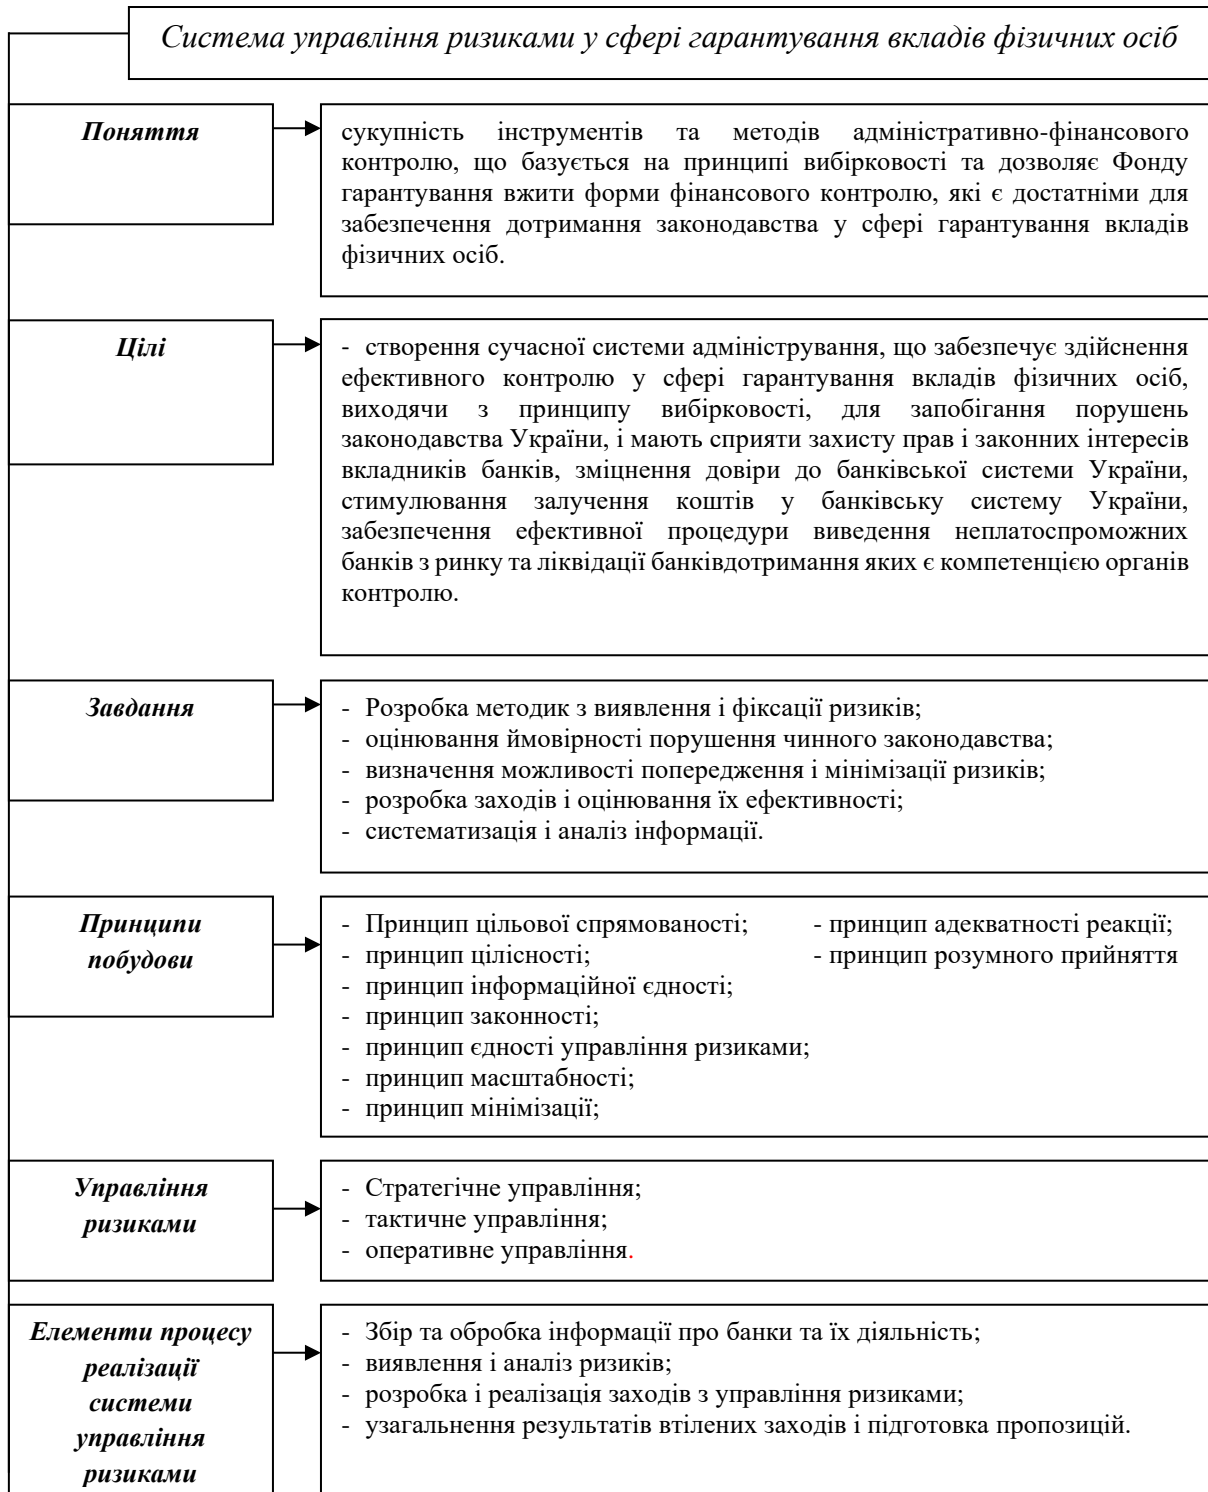 Система управління ризиками у сфері гарантування вкладів фізичних осіб
Поняття
сукупність інструментів та методів адміністративно-фінансового
контролю, що базується на принципі вибірковості та дозволяє Фонду
гарантування вжити форми фінансового контролю, які є достатніми для
забезпечення дотримання законодавства у сфері гарантування вкладів
фізичних осіб.
Цілі
- створення сучасної системи адміністрування, що забезпечує здійснення
ефективного контролю у сфері гарантування вкладів фізичних осіб,
виходячи з принципу вибірковості, для запобігання порушень
законодавства України, і мають сприяти захисту прав і законних інтересів
вкладників банків, зміцнення довіри до банківської системи України,
стимулювання залучення коштів у банківську систему України,
забезпечення ефективної процедури виведення неплатоспроможних
банків з ринку та ліквідації банківдотримання яких є компетенцією органів
контролю.
Завдання
- Розробка методик з виявлення і фіксації ризиків;
- оцінювання ймовірності порушення чинного законодавства;
- визначення можливості попередження і мінімізації ризиків;
- розробка заходів і оцінювання їх ефективності;
- систематизація і аналіз інформації.
Принципи
побудови
- Принцип цільової спрямованості;
- принцип цілісності;
- принцип інформаційної єдності;
- принцип законності;
- принцип єдності управління ризиками;
- принцип масштабності;
- принцип мінімізації;
- принцип адекватності реакції;
- принцип розумного прийняття
Управління
ризиками
- Стратегічне управління;
- тактичне управління;
- оперативне управління.
Елементи процесу
реалізації
системи
управління
ризиками
- Збір та обробка інформації про банки та їх діяльність;
- виявлення і аналіз ризиків;
- розробка і реалізація заходів з управління ризиками;
- узагальнення результатів втілених заходів і підготовка пропозицій.